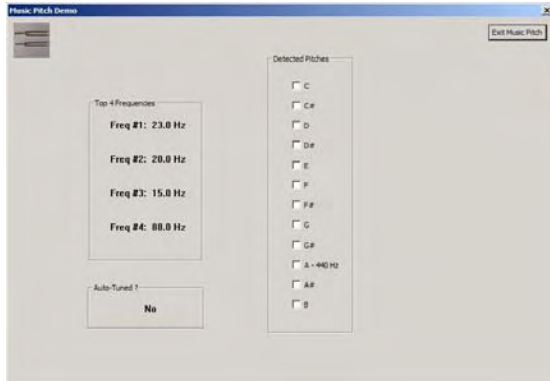 Music Pitch Demo
Exit Music Pitch
Detected Pitches
C
C#
D
D#
E
F
F#
G
G#
A - 440 Hz
A#
B
Top 4 Frequencies
Freq #1: 23.0 Hz
Freq #2: 20.0 Hz
Freq #3: 15.0 Hz
Freq #4: 88.0 Hz
Auto-Tuned ?
No